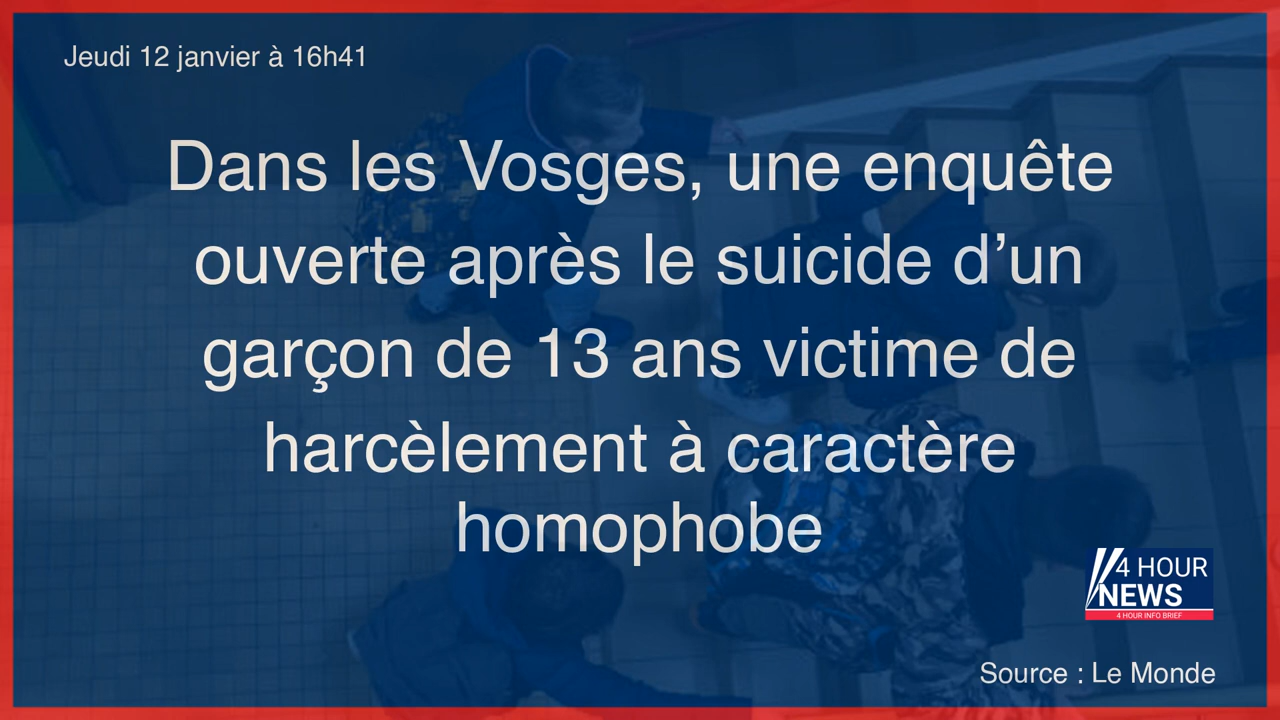 Jeudi 12 janvier à 16h41
Dans les Vosges, une enquête
ouverte après le suicide d’un
garçon de 13 ans victime de
harcèlement à caractère
homophobe
4 HOUR
NEWS
4 HOUR INFO BRIEF
Source : Le Monde